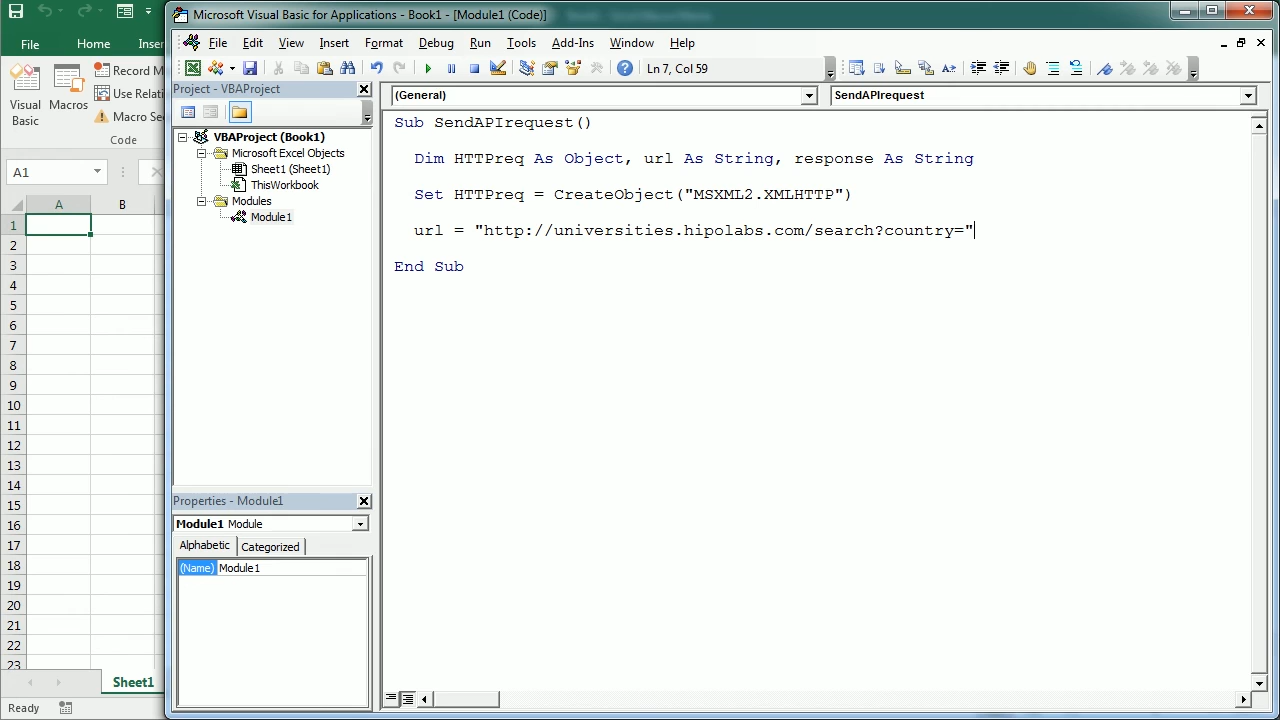 Microsoft Visual Basic for Applications - Book1 - [Module1 (Code)]
File
Home
Inser
File Edit View Insert Format Debug Run Tools Add-Ins Window Help
Visual
Basic
Macros
Record M
Use Relati
Macro Sec
Code
Ln 7, Col 59
Project - VBAProject
VBAProject (Book1)
Microsoft Excel Objects
Sheet1 (Sheet1)
ThisWorkbook
Modules
Module1
(General)
SendAPIrequest
Sub SendAPIrequest()
Dim HTTPreq As Object, url As String, response As String
Set HTTPreq = CreateObject("MSXML2.XMLHTTP")
url = "http://universities.hipolabs.com/search?country="
End Sub
A1
A B
1
2
3
4
5
6
7
8
9
10
11
12
13
14
15
16
17
18
19
20
21
22
23
Properties - Module1
Module1 Module
Alphabetic Categorized
(Name) Module1
Sheet1
Ready